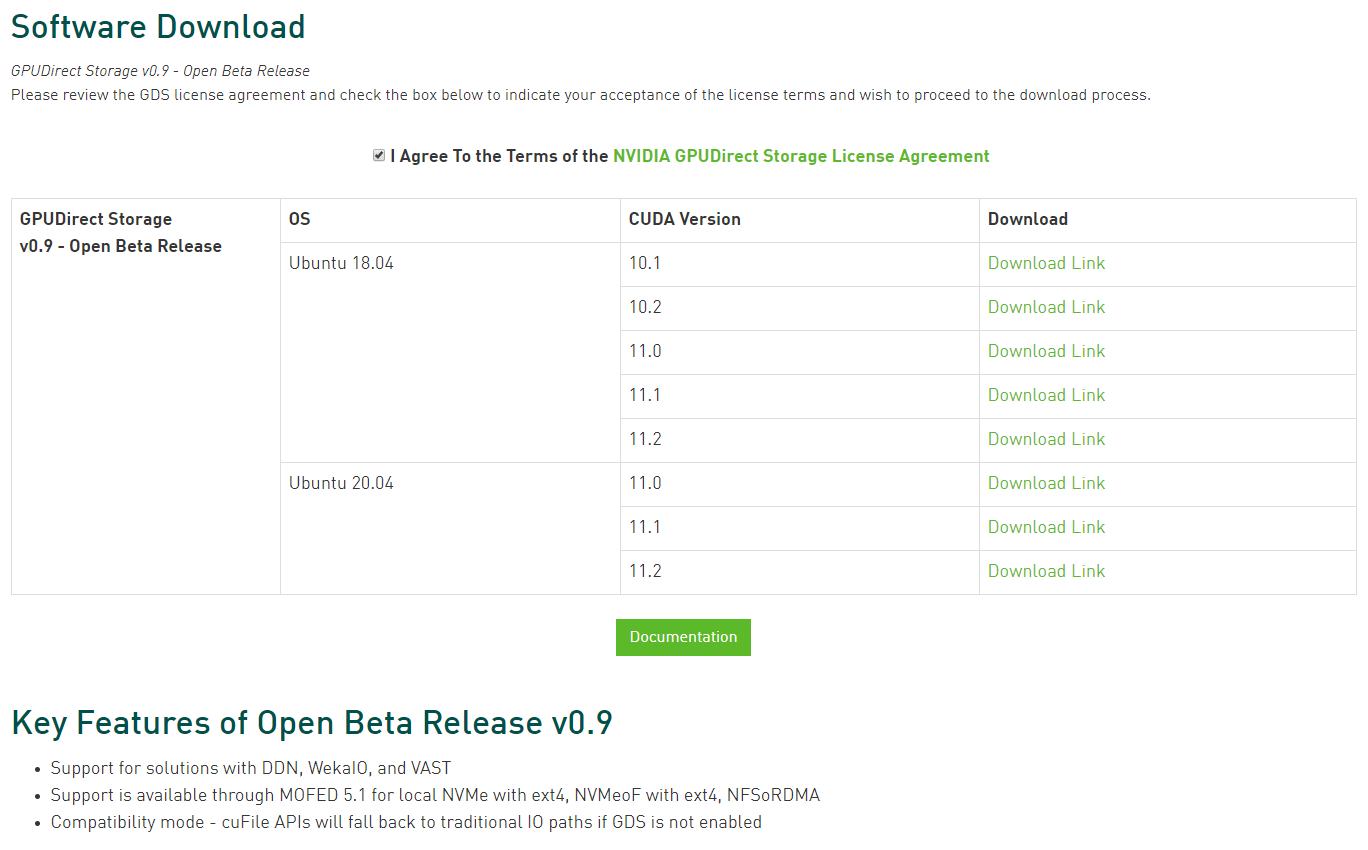 Software Download
GPUDirect Storage v0.9 - Open Beta Release
Please review the GDS license agreement and check the box below to indicate your acceptance of the license terms and wish to proceed to the download process.
I Agree To the Terms of the NVIDIA GPUDirect Storage License Agreement
GPUDirect Storage
v0.9 - Open Beta Release
OS
CUDA Version
Download
Ubuntu 18.04
10.1
Download Link
10.2
Download Link
11.0
Download Link
11.1
Download Link
11.2
Download Link
Ubuntu 20.04
11.0
Download Link
11.1
Download Link
11.2
Download Link
Documentation
Key Features of Open Beta Release v0.9
• Support for solutions with DDN, WekaIO, and VAST
• Support is available through MOFED 5.1 for local NVMe with ext4, NVMeoF with ext4, NFSoRDMA
• Compatibility mode - cuFile APIs will fall back to traditional IO paths if GDS is not enabled